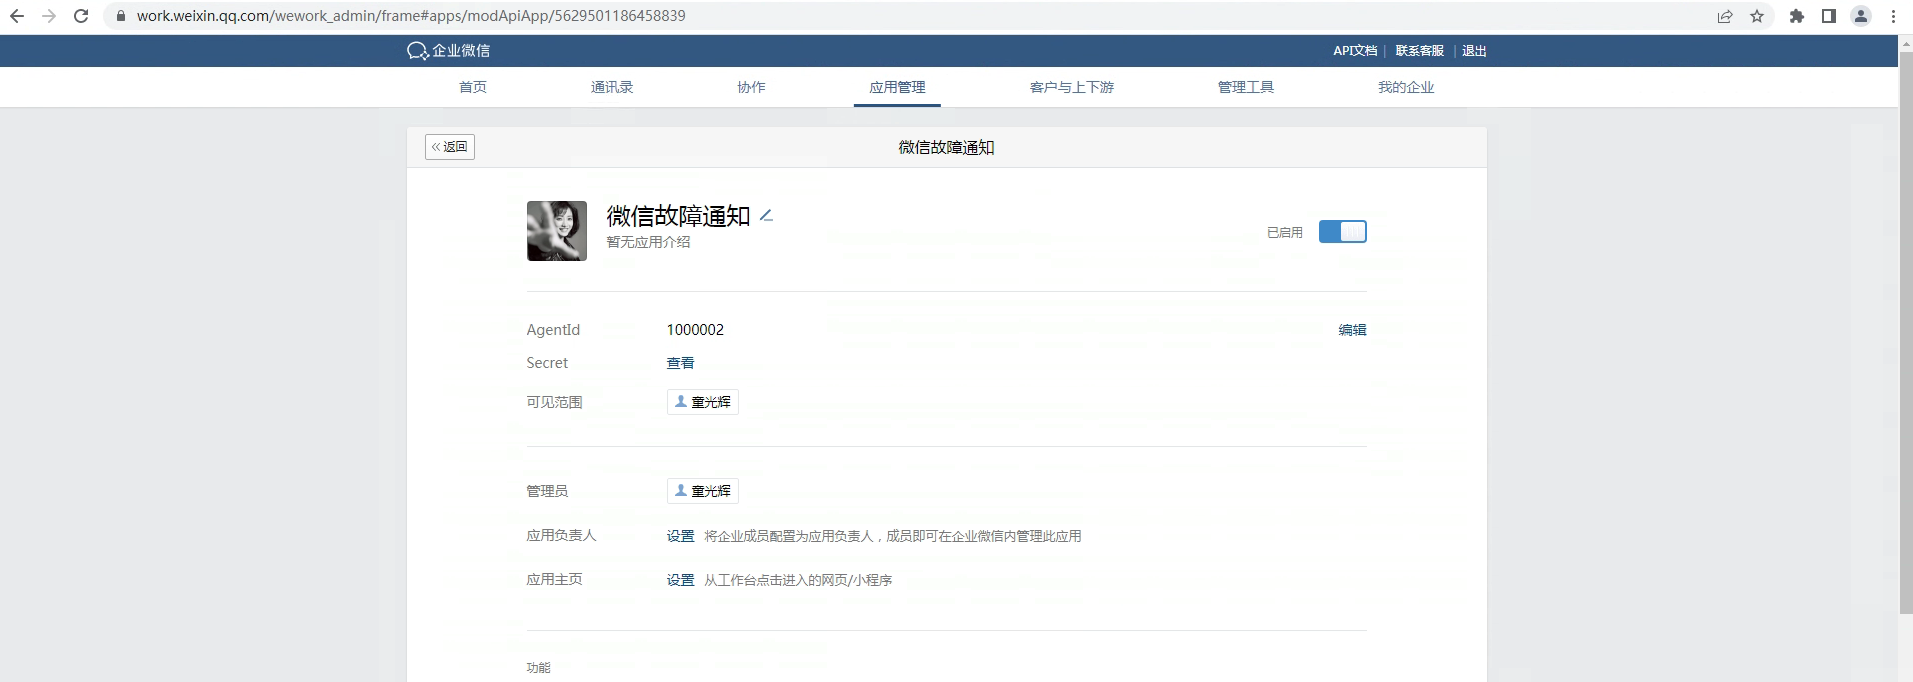 work.weixin.qq.com/wework_admin/frame#apps/modApiApp/5629501186458839
企业微信 API文档 | 联系客服 | 退出
首页 通讯录 协作 应用管理 客户与上下游 管理工具 我的企业
«返回 微信故障通知
微信故障通知
暂无应用介绍
已启用
AgentId 1000002 编辑
Secret 查看
可见范围 童光辉
管理员 童光辉
应用负责人 设置 将企业成员配置为应用负责人，成员即可在企业微信内管理此应用
应用主页 设置 从工作台点击进入的网页/小程序
功能